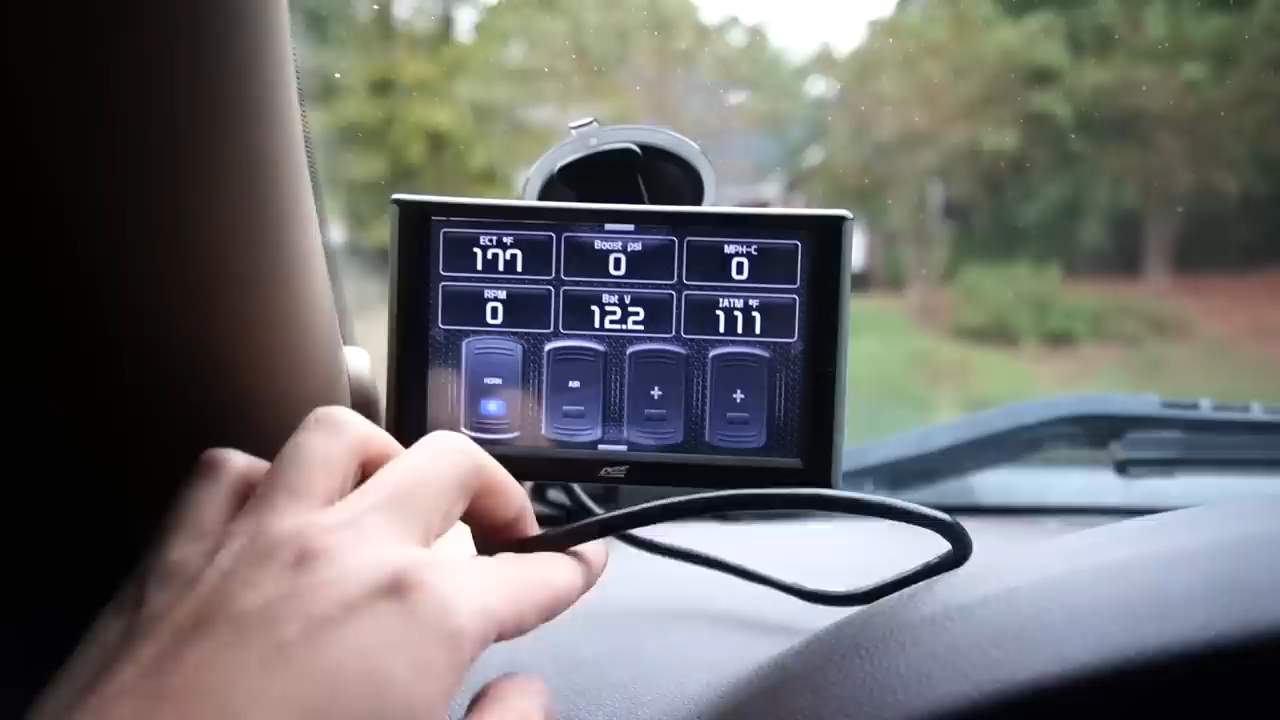 ECT °F
177
Boost psi
0
MPH-C
0
RPM
0
Bat V
12.2
IATM °F
111
HORN
AIR
+
+